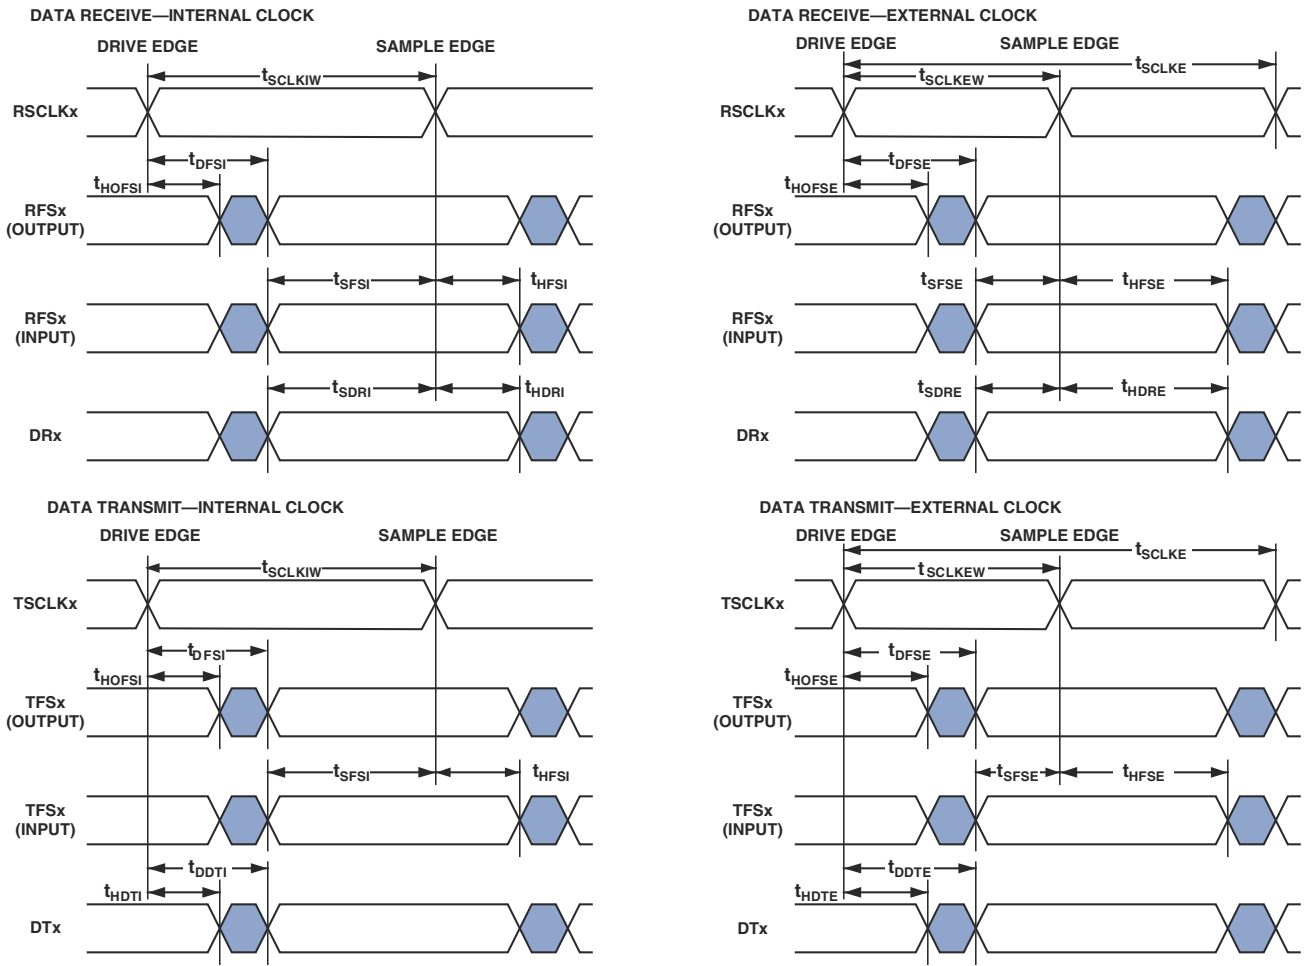 DATA RECEIVE—INTERNAL CLOCK
DRIVE EDGE
SAMPLE EDGE
tSCLKIW
RSCLKx
tDFSI
tHOFSI
RFSx
(OUTPUT)
tSFSI
tHFSI
RFSx
(INPUT)
tSDRI
tHDRI
DRx
DATA RECEIVE—EXTERNAL CLOCK
DRIVE EDGE
SAMPLE EDGE
tSCLKE
tSCLKEW
RSCLKx
tDFSE
tHOFSE
RFSx
(OUTPUT)
tSFSE
tHFSE
RFSx
(INPUT)
tSDRE
tHDRE
DRx
DATA TRANSMIT—INTERNAL CLOCK
DRIVE EDGE
SAMPLE EDGE
tSCLKIW
TSCLKx
tDFSI
tHOFSI
TFSx
(OUTPUT)
tSFSI
tHFSI
TFSx
(INPUT)
tDDTI
tHDTI
DTx
DATA TRANSMIT—EXTERNAL CLOCK
DRIVE EDGE
SAMPLE EDGE
tSCLKE
tSCLKEW
TSCLKx
tDFSE
tHOFSE
TFSx
(OUTPUT)
tSFSE
tHFSE
TFSx
(INPUT)
tDDTE
tHDTE
DTx